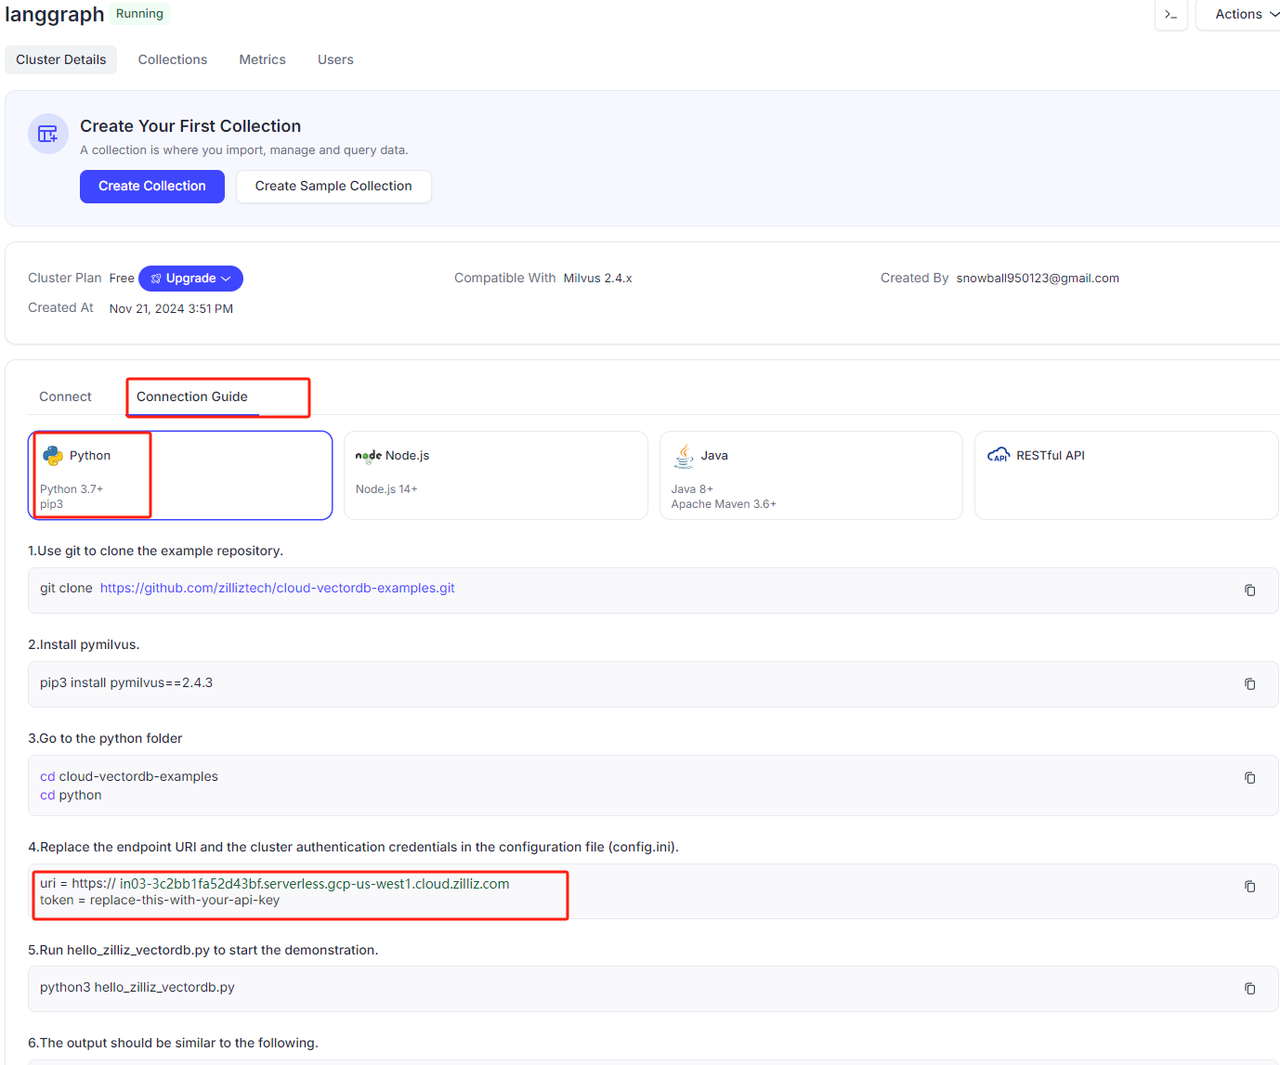 langgraph Running
>_ Actions
Cluster Details Collections Metrics Users
Create Your First Collection
A collection is where you import, manage and query data.
Create Collection Create Sample Collection
Cluster Plan Free Upgrade Compatible With Milvus 2.4.x Created By snowball950123@gmail.com
Created At Nov 21, 2024 3:51 PM
Connect Connection Guide
Python
Python 3.7+
pip3
node Node.js
Node.js 14+
Java
Java 8+
Apache Maven 3.6+
API RESTful API
1.Use git to clone the example repository.
git clone https://github.com/zilliztech/cloud-vectordb-examples.git
2.Install pymilvus.
pip3 install pymilvus==2.4.3
3.Go to the python folder
cd cloud-vectordb-examples
cd python
4.Replace the endpoint URI and the cluster authentication credentials in the configuration file (config.ini).
uri = https:// in03-3c2bb1fa52d43bf.serverless.gcp-us-west1.cloud.zilliz.com
token = replace-this-with-your-api-key
5.Run hello_zilliz_vectordb.py to start the demonstration.
python3 hello_zilliz_vectordb.py
6.The output should be similar to the following.